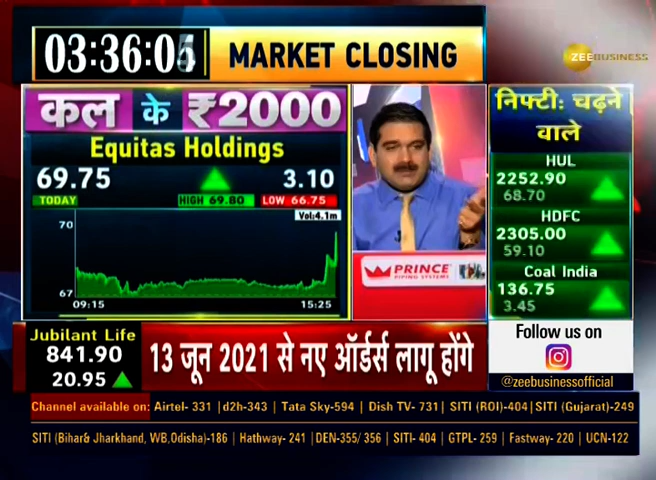 03:36:04
MARKET CLOSING
ZEEBUSINESS
कल के ₹2000
Equitas Holdings
69.75 3.10
TODAY HIGH 69.80 LOW 66.75
Vol:4.1m
70
67
09:15 15:25
PRINCE
PIPING SYSTEMS
निफ्टी: चढ़ने
वाले
HUL
2252.90
68.70
HDFC
2305.00
59.10
Coal India
136.75
3.45
Jubilant Life
841.90
20.95
13 जून 2021 से नए ऑर्डर्स लागू होंगे
Follow us on
@zeebusinessofficial
Channel available on: Airtel- 331 |d2h-343 | Tata Sky-594 | Dish TV- 731| SITI (ROI)-404|SITI (Gujarat)-249
SITI (Bihar& Jharkhand, WB,Odisha)-186 | Hathway- 241 |DEN-355/ 356 | SITI- 404 | GTPL- 259 | Fastway- 220 | UCN-122